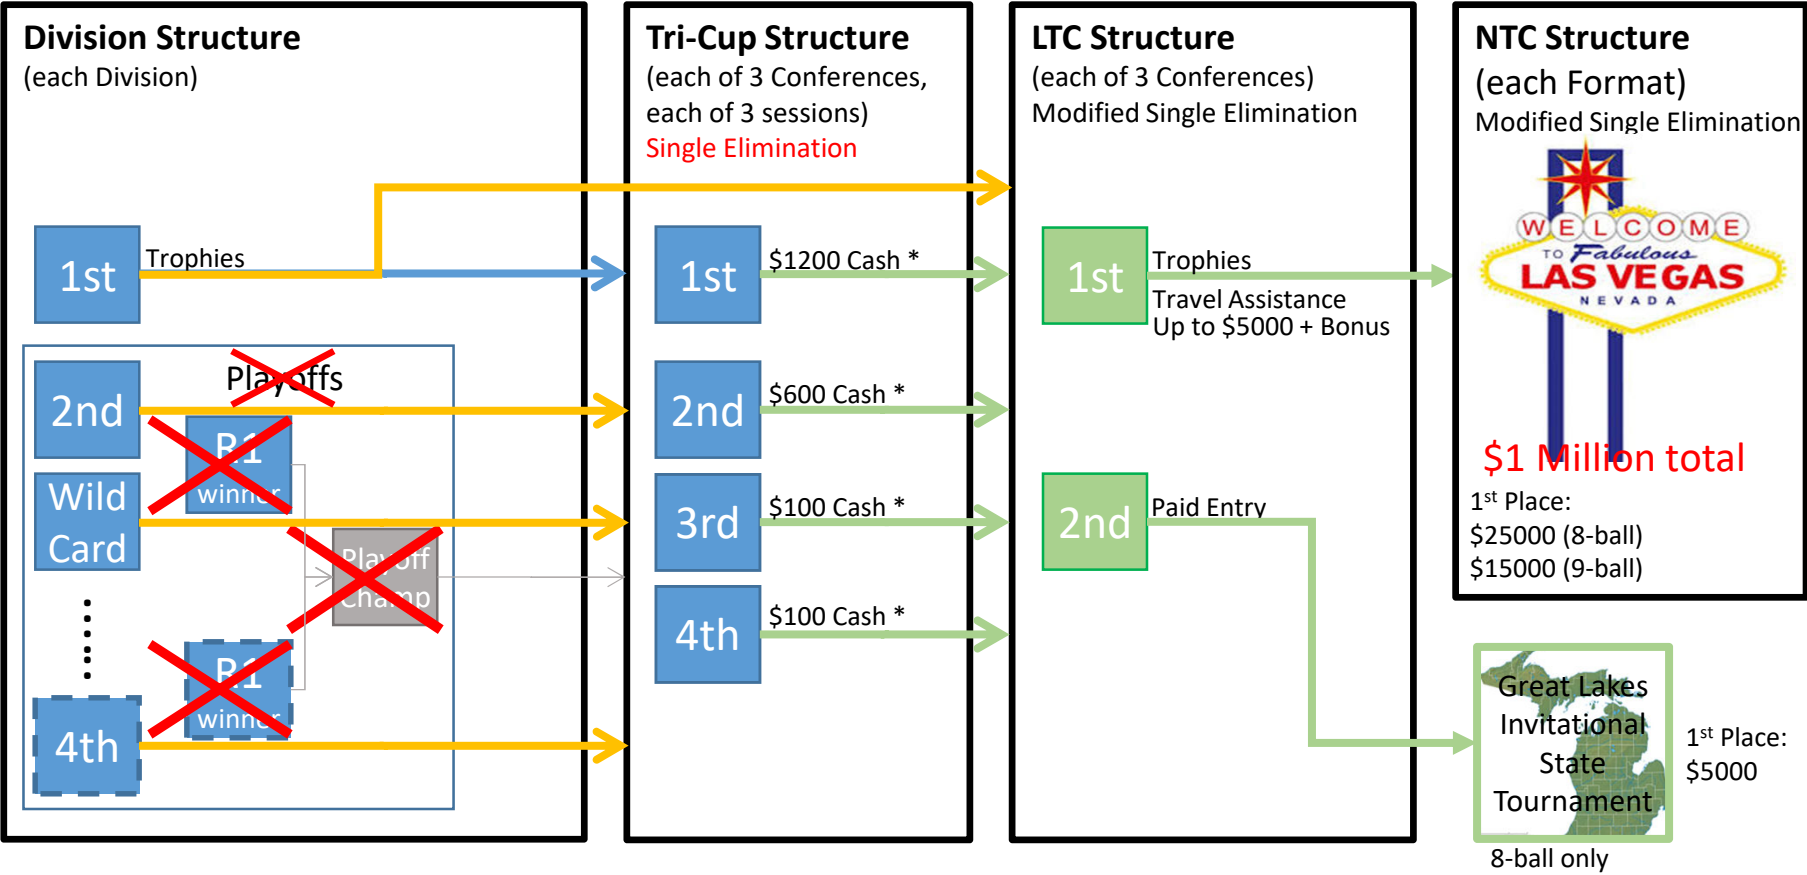 Division Structure
(each Division)
1st
Trophies
Playoffs
2nd
R1
winner
Wild
Card
Playoff
Champ
R1
winner
4th
Tri-Cup Structure
(each of 3 Conferences,
each of 3 sessions)
Single Elimination
1st
$1200 Cash *
2nd
$600 Cash *
3rd
$100 Cash *
4th
$100 Cash *
LTC Structure
(each of 3 Conferences)
Modified Single Elimination
1st
Trophies
Travel Assistance
Up to $5000 + Bonus
2nd
Paid Entry
NTC Structure
(each Format)
Modified Single Elimination
WELCOME
TO Fabulous
LAS VEGAS
NEVADA
$1 Million total
1st Place:
$25000 (8-ball)
$15000 (9-ball)
Great Lakes
Invitational
State
Tournament
1st Place:
$5000
8-ball only